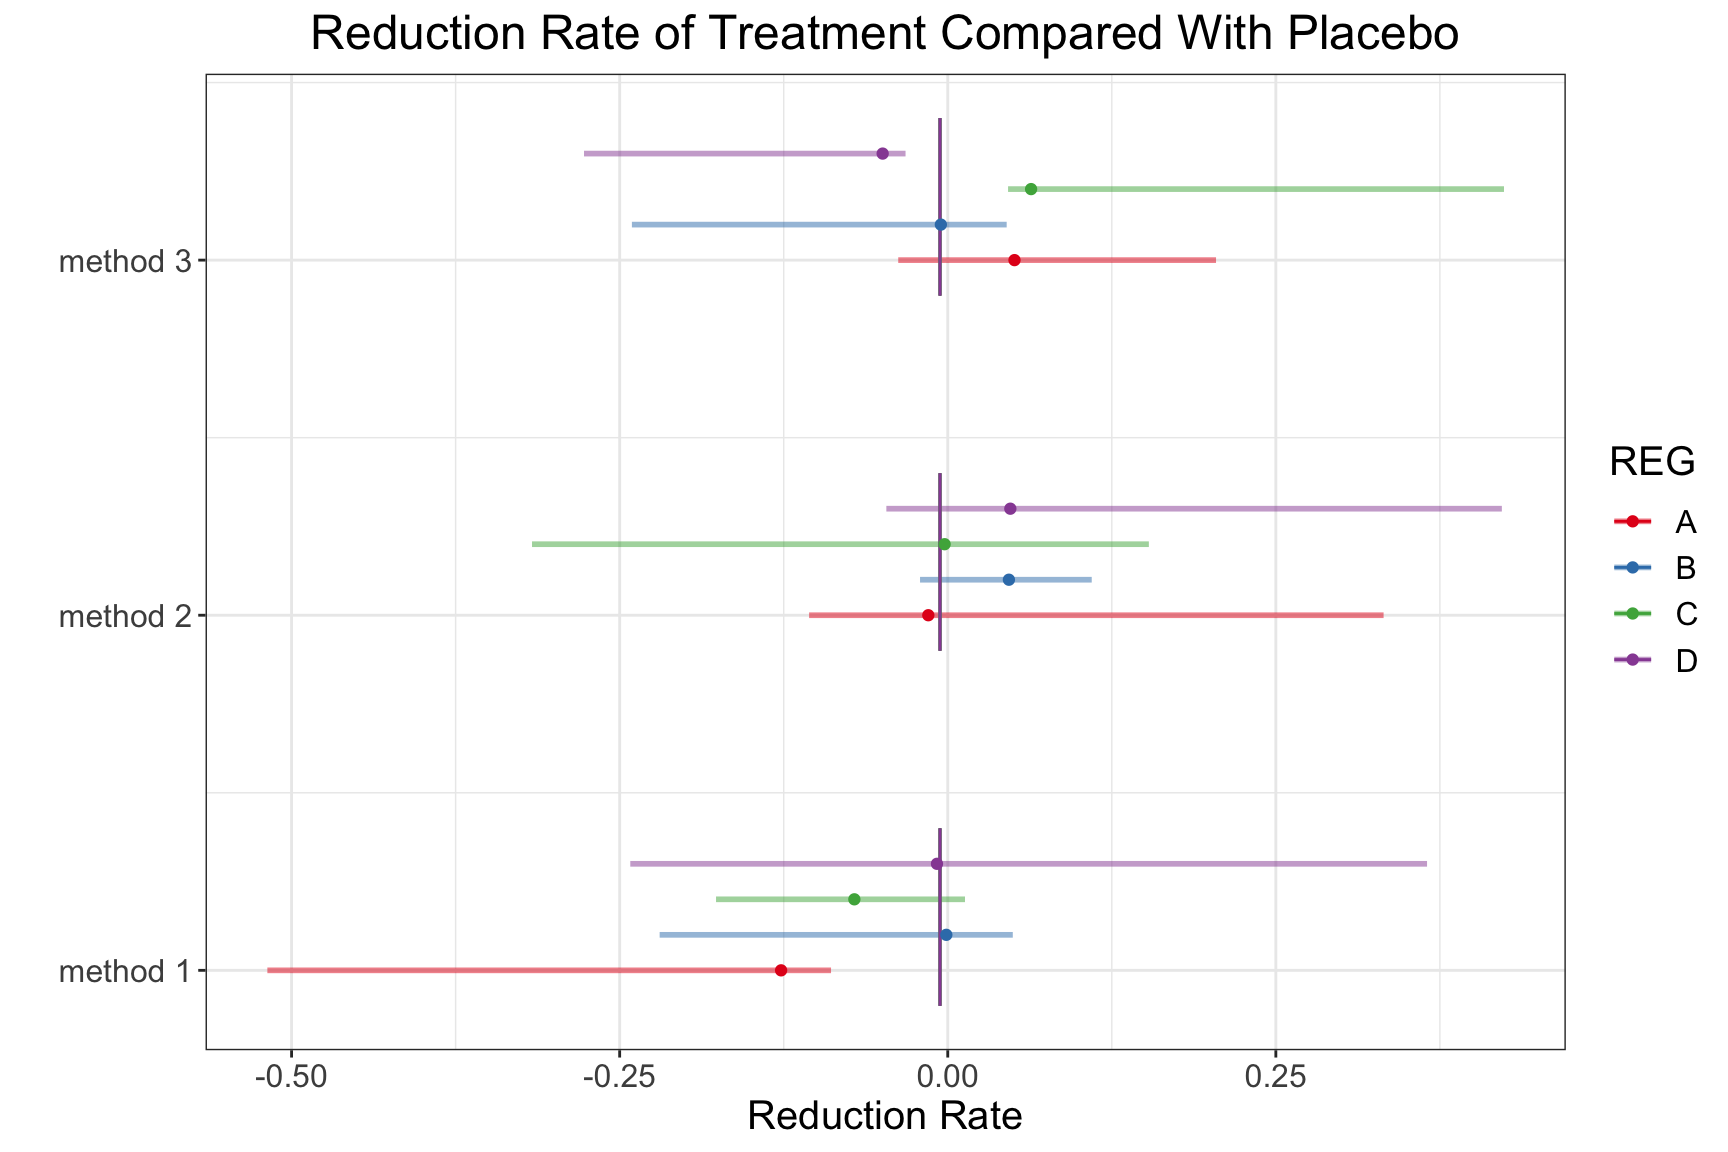 Reduction Rate of Treatment Compared With Placebo
method 3
method 2
method 1
-0.50
-0.25
0.00
0.25
Reduction Rate
REG
A
B
C
D